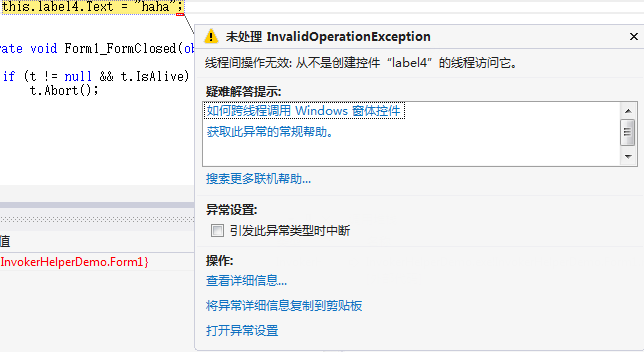 this.label4.Text = "haha";
未处理 InvalidOperationException
线程间操作无效: 从不是创建控件“label4”的线程访问它。
rate void Form1_FormClosed(ob
if (t != null && t.IsAlive)
t.Abort();
疑难解答提示:
如何跨线程调用 Windows 窗体控件
获取此异常的常规帮助。
搜索更多联机帮助...
异常设置:
引发此异常类型时中断
值
InvokerHelperDemo.Form1}
操作:
查看详细信息...
将异常详细信息复制到剪贴板
打开异常设置